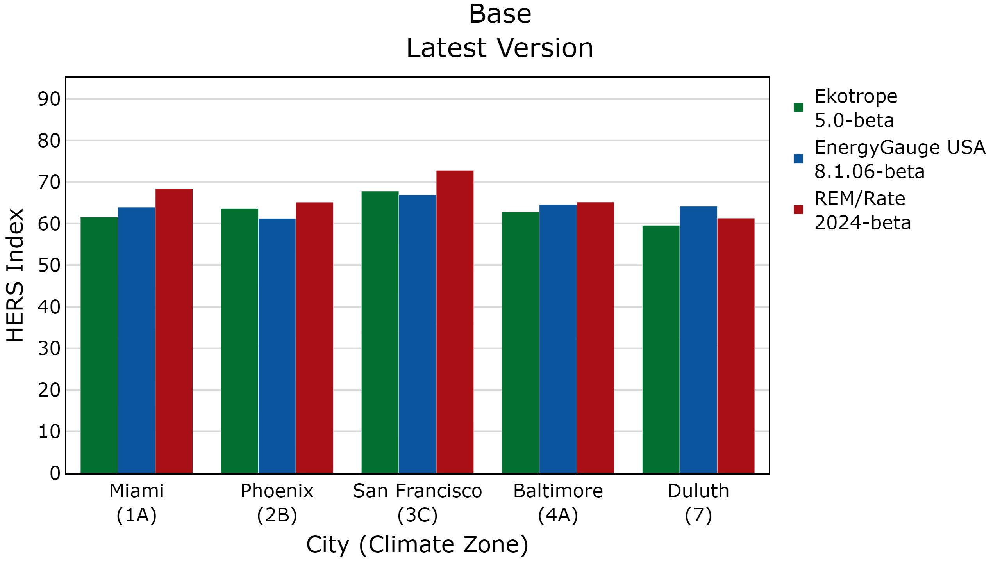 Base
Latest Version
HERS Index
90
80
70
60
50
40
30
20
10
0
Miami
(1A)
Phoenix
(2B)
San Francisco
(3C)
Baltimore
(4A)
Duluth
(7)
City (Climate Zone)
Ekotrope
5.0-beta
EnergyGauge USA
8.1.06-beta
REM/Rate
2024-beta